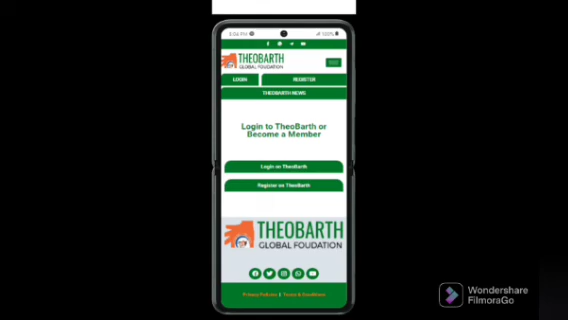 100%
THEOBARTH
GLOBAL FOUDATION
LOGIN
REGISTER
THEOBARTH NEWS
Login to TheoBarth or
Become a Member
Login on TheoBarth
Register on TheoBarth
THEOBARTH
GLOBAL FOUDATION
Privacy Policies | Terms & Conditions
Wondershare
FilmoraGo